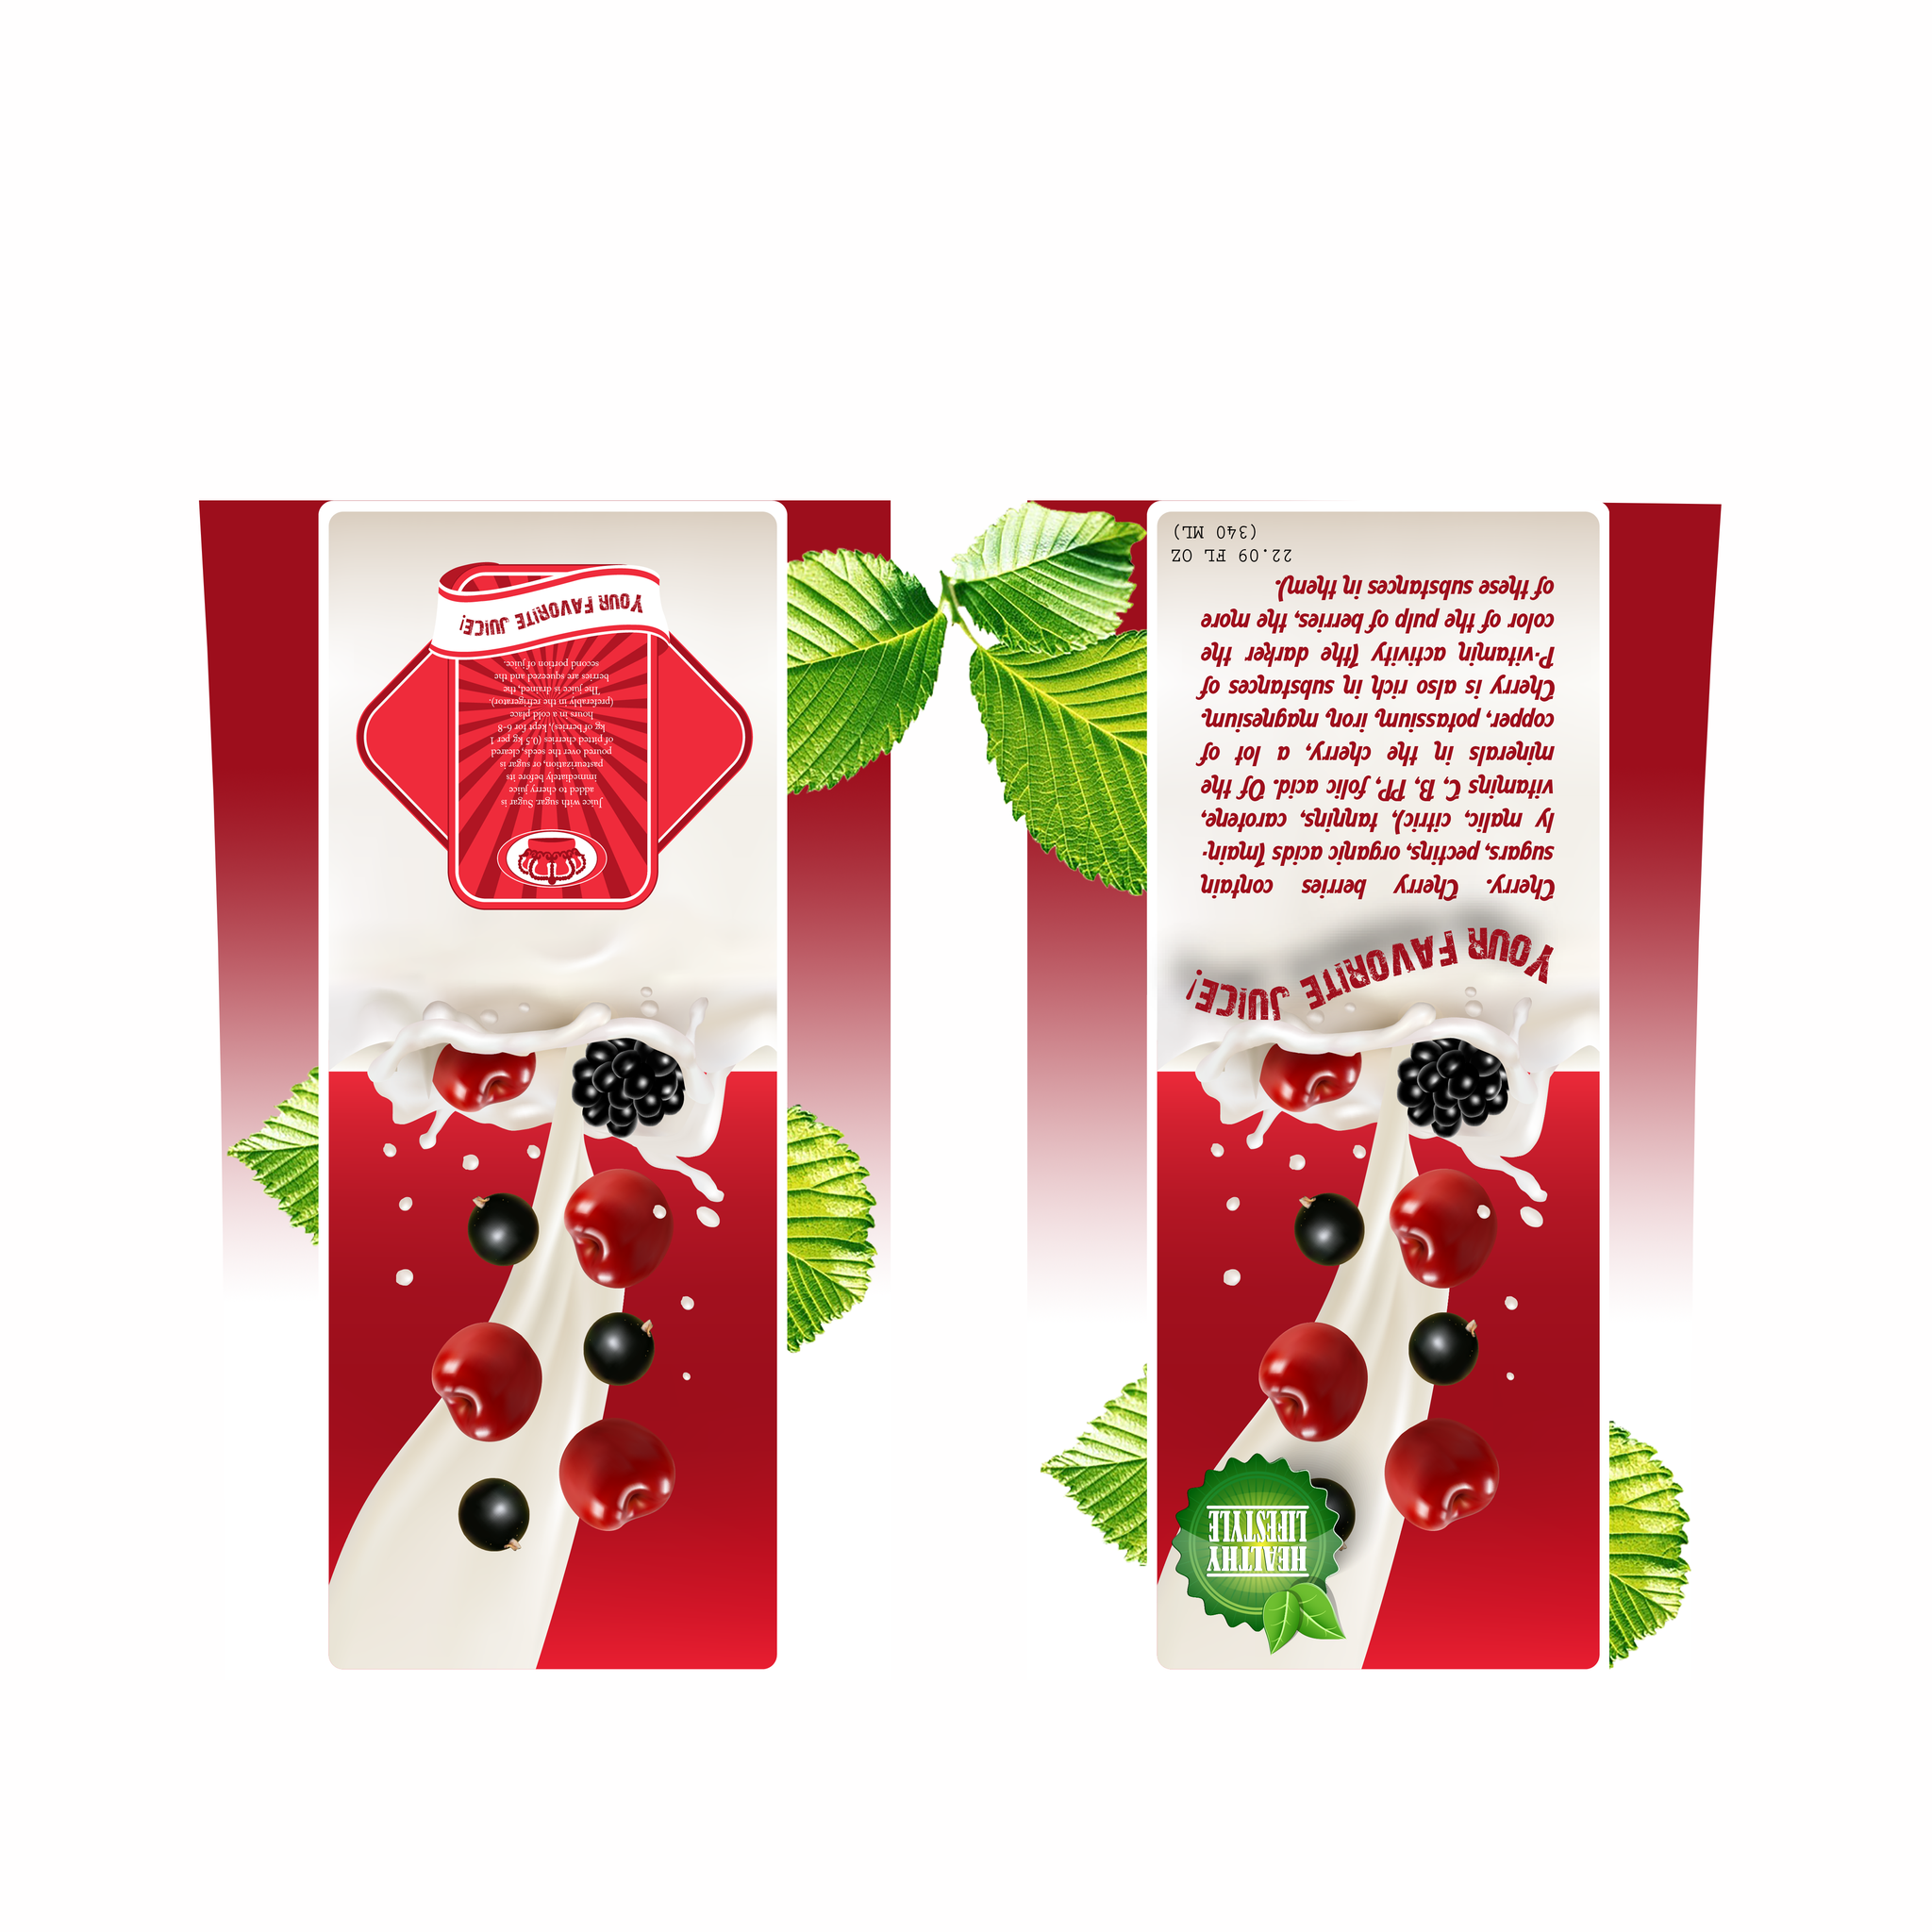 HEALTHY
LIFESTYLE
YOUR FAVORITE JUICE!
Cherry. Cherry berries contain
sugars, pectins, organic acids (main-
ly malic, citric), tannins, carotene,
vitamins C, B, PP, folic acid. Of the
minerals in the cherry, a lot of
copper, potassium, iron, magnesium.
Cherry is also rich in substances of
P-vitamin activity (the darker the
color of the pulp of berries, the more
of these substances in them).
22.09 FL OZ
(340 ML)
Juice with sugar. Sugar is
added to cherry juice
immediately before its
pasteurization, or sugar is
poured over the seeds, cleared
of pitted cherries (0.5 kg per 1
kg of berries), kept for 6-8
hours in a cold place
(preferably in the refrigerator).
The juice is drained, the
berries are squeezed and the
second portion of juice.
YOUR FAVORITE JUICE!